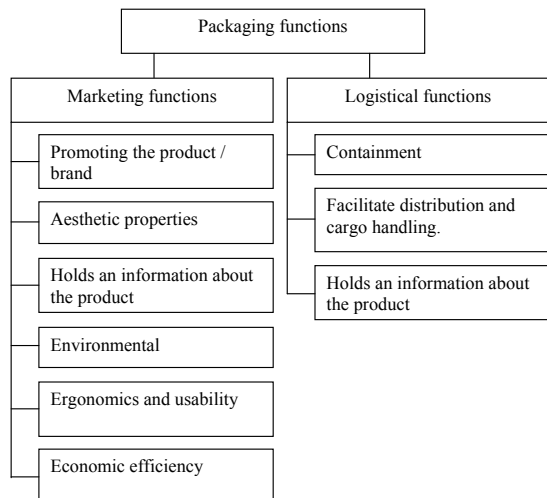 Packaging functions
Marketing functions
Promoting the product /
brand
Aesthetic properties
Holds an information about
the product
Environmental
Ergonomics and usability
Economic efficiency
Logistical functions
Containment
Facilitate distribution and
cargo handling.
Holds an information about
the product